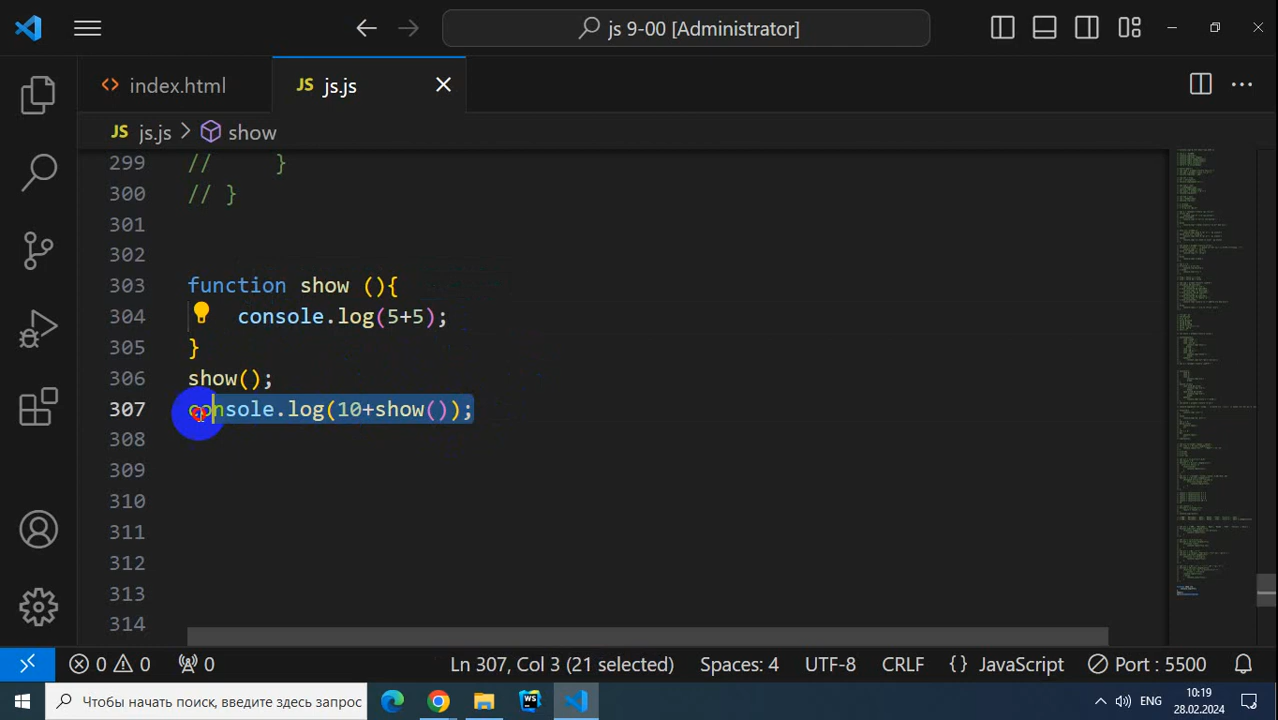 js 9-00 [Administrator]
index.html
JS js.js
JS js.js > show
299 //     }
300 // }
301
302
303 function show (){
304     console.log(5+5);
305 }
306 show();
307 console.log(10+show());
308
309
310
311
312
313
314
0 0 0 Ln 307, Col 3 (21 selected) Spaces: 4 UTF-8 CRLF {} JavaScript Port : 5500
Чтобы начать поиск, введите здесь запрос
WS
ENG
10:19
28.02.2024